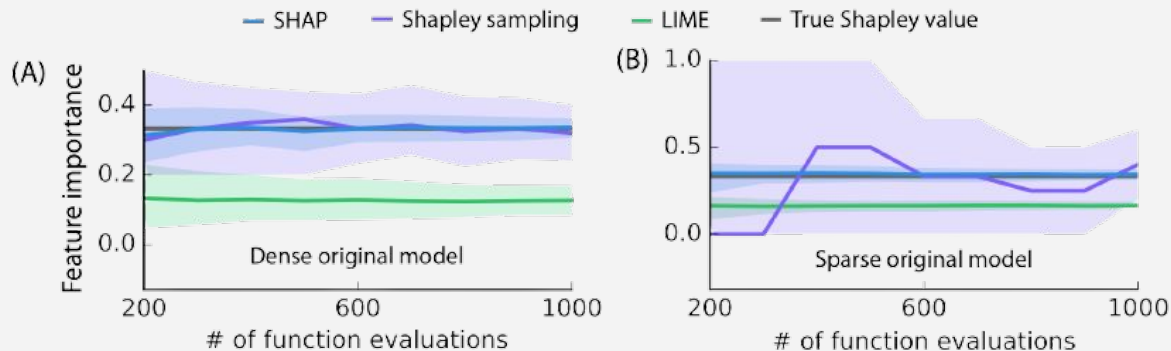 SHAP Shapley sampling LIME True Shapley value
(A)
Feature importance
0.4
0.2
0.0
Dense original model
200 600 1000
# of function evaluations
(B)
1.0
0.5
0.0
Sparse original model
200 600 1000
# of function evaluations